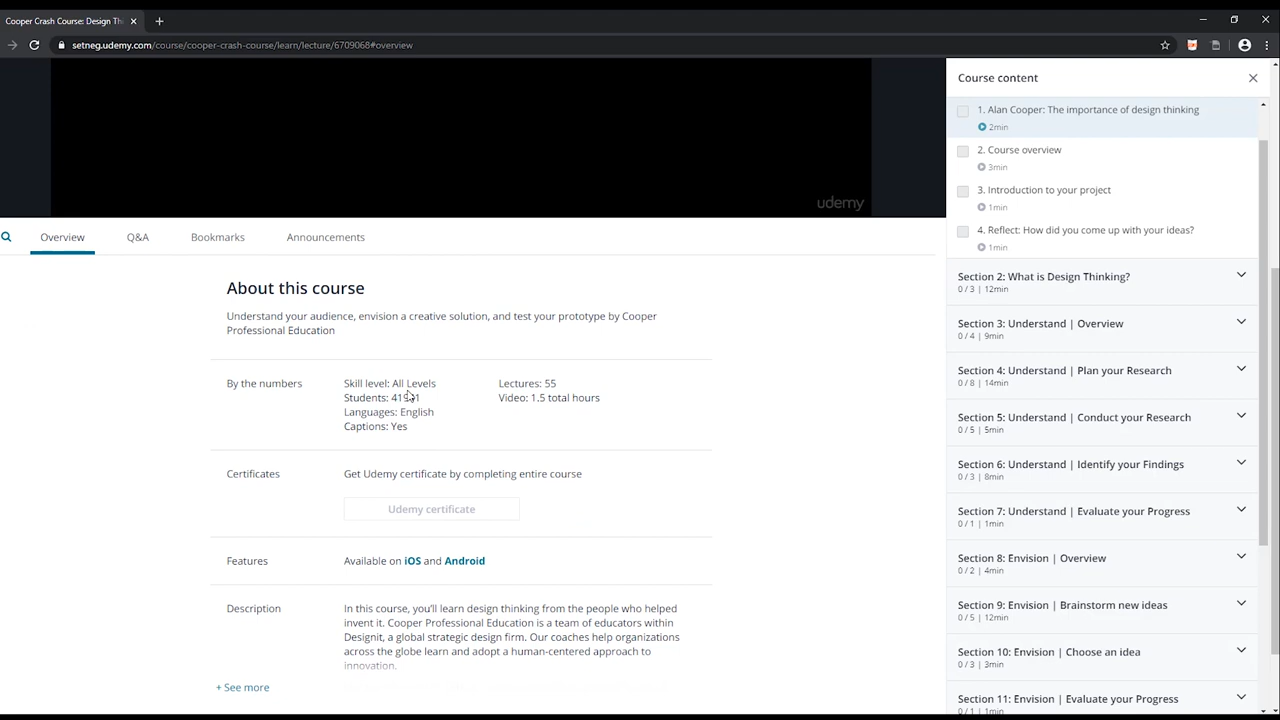 Cooper Crash Course: Design Th
setneg.udemy.com/course/cooper-crash-course/learn/lecture/6709068#overview
udemy
Overview
Q&A
Bookmarks
Announcements
About this course
Understand your audience, envision a creative solution, and test your prototype by Cooper
Professional Education
By the numbers
Skill level: All Levels
Students:
Languages: English
Captions: Yes
Lectures: 55
Video: 1.5 total hours
Certificates
Get Udemy certificate by completing entire course
Udemy certificate
Features
Available on iOS and Android
Description
In this course, you'll learn design thinking from the people who helped
invent it. Cooper Professional Education is a team of educators within
Designit, a global strategic design firm. Our coaches help organizations
across the globe learn and adopt a human-centered approach to
innovation.
+ See more
Course content
1. Alan Cooper: The importance of design thinking
2min
2. Course overview
3min
3. Introduction to your project
1min
4. Reflect: How did you come up with your ideas?
1min
Section 2: What is Design Thinking?
0 / 3 | 12min
Section 3: Understand | Overview
0 / 4 | 9min
Section 4: Understand | Plan your Research
0 / 8 | 14min
Section 5: Understand | Conduct your Research
0 / 5 | 5min
Section 6: Understand | Identify your Findings
0 / 3 | 8min
Section 7: Understand | Evaluate your Progress
0 / 1 | 1min
Section 8: Envision | Overview
0 / 2 | 4min
Section 9: Envision | Brainstorm new ideas
0 / 5 | 12min
Section 10: Envision | Choose an idea
0 / 3 | 3min
Section 11: Envision | Evaluate your Progress
0 / 1 | 1min